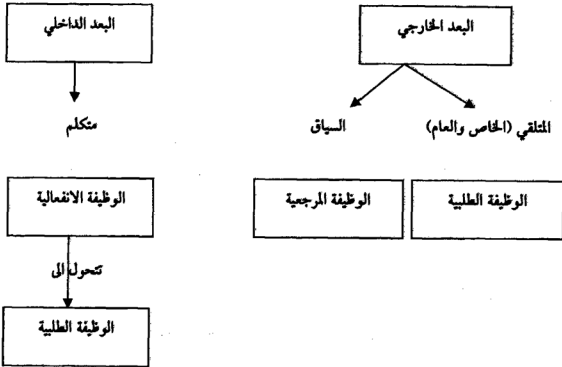 البعد الخارجي
البعد الداخلي
المتلقي (الخاص والعام)
السياق
متكلم
الوظيفة الطلبية
الوظيفة المرجعية
الوظيفة الانفعالية
تتحول الى
الوظيفة الطلبية